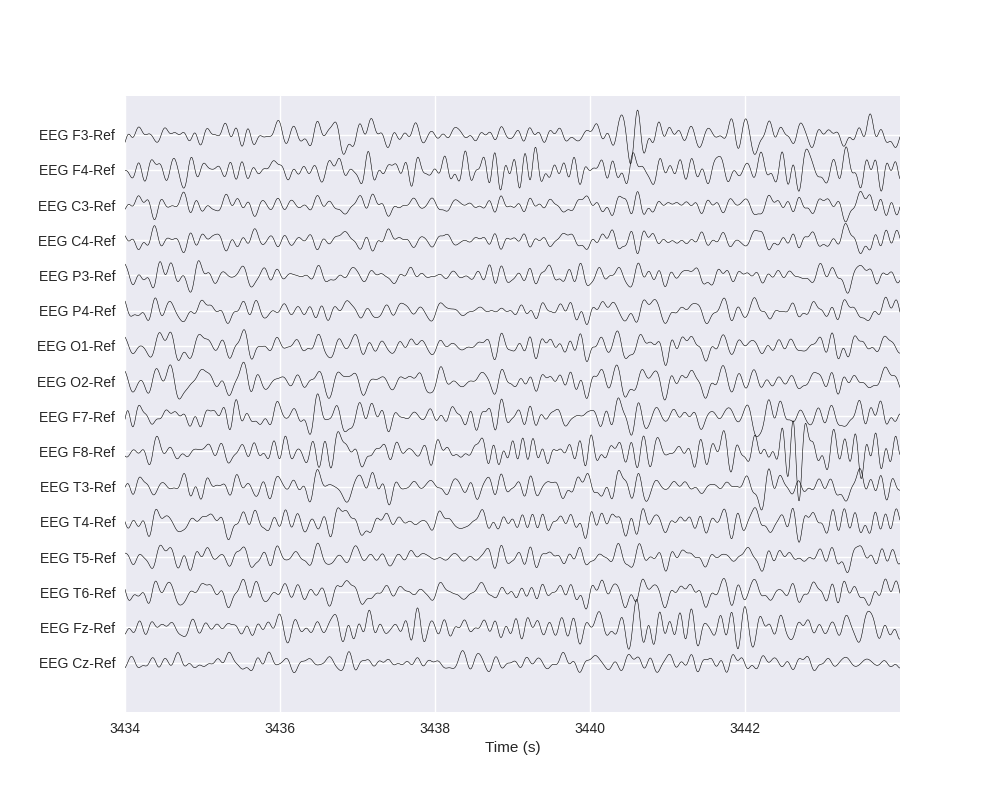 EEG F3-Ref
EEG F4-Ref
EEG C3-Ref
EEG C4-Ref
EEG P3-Ref
EEG P4-Ref
EEG O1-Ref
EEG O2-Ref
EEG F7-Ref
EEG F8-Ref
EEG T3-Ref
EEG T4-Ref
EEG T5-Ref
EEG T6-Ref
EEG Fz-Ref
EEG Cz-Ref
3434 3436 3438 3440 3442
Time (s)